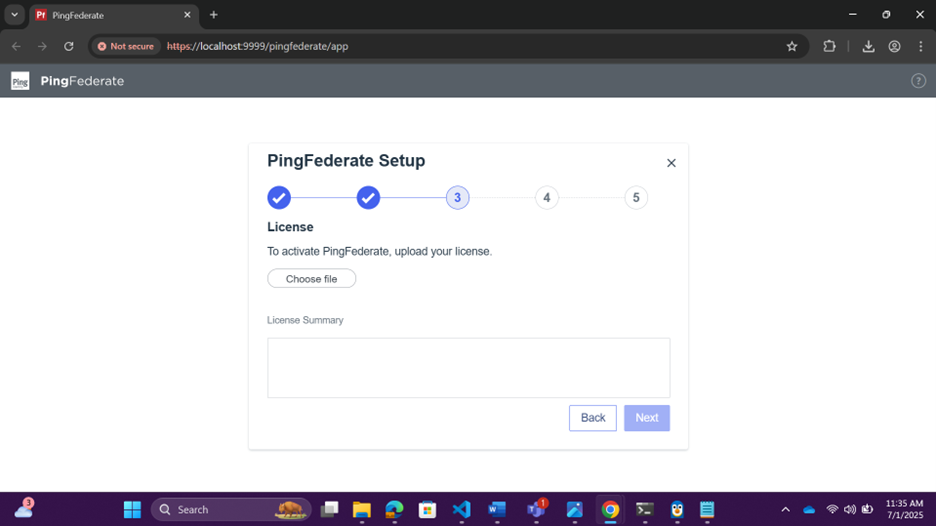 Pf PingFederate
Not secure https://localhost:9999/pingfederate/app
Ping PingFederate ?
PingFederate Setup
3 4 5
License
To activate PingFederate, upload your license.
Choose file
License Summary
Back Next
3 Search W 1 11:35 AM
7/1/2025